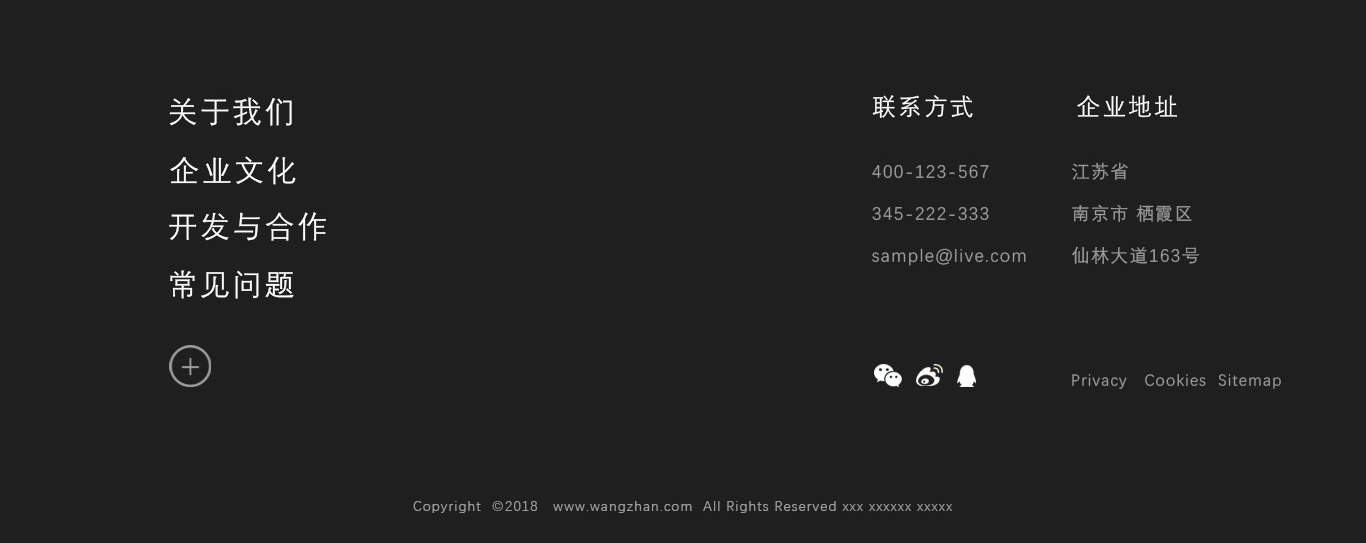 关于我们
企业文化
开发与合作
常见问题
联系方式
400-123-567
345-222-333
sample@live.com
企业地址
江苏省
南京市 栖霞区
仙林大道163号
Privacy Cookies Sitemap
Copyright ©2018 www.wangzhan.com All Rights Reserved xxx xxxxxx xxxxx